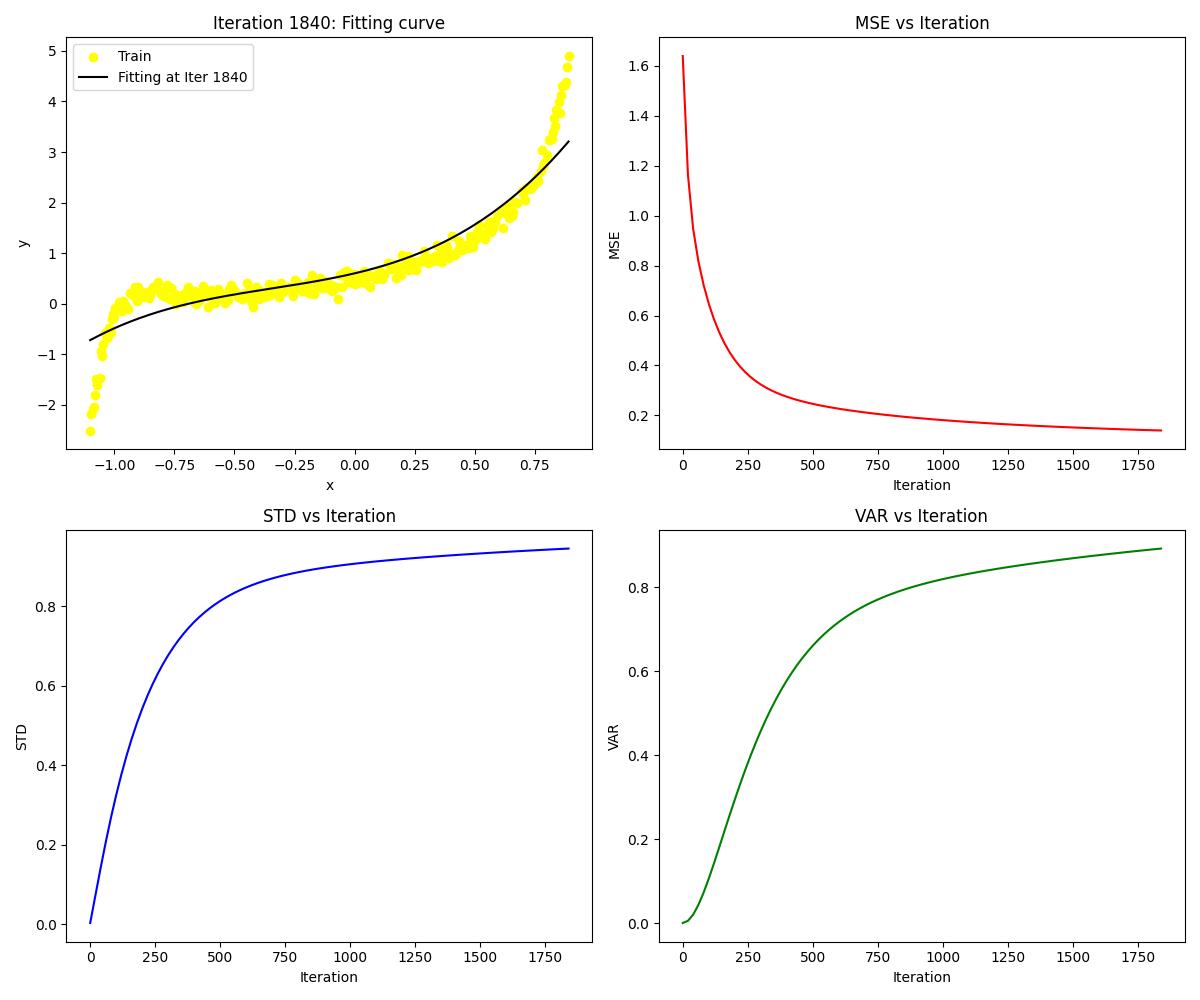 Iteration 1840: Fitting curve
Train
Fitting at Iter 1840
5
4
3
2
1
0
−1
−2
y
−1.00 −0.75 −0.50 −0.25 0.00 0.25 0.50 0.75
x
MSE vs Iteration
1.6
1.4
1.2
1.0
0.8
0.6
0.4
0.2
MSE
0 250 500 750 1000 1250 1500 1750
Iteration
STD vs Iteration
0.8
0.6
0.4
0.2
0.0
STD
0 250 500 750 1000 1250 1500 1750
Iteration
VAR vs Iteration
0.8
0.6
0.4
0.2
0.0
VAR
0 250 500 750 1000 1250 1500 1750
Iteration